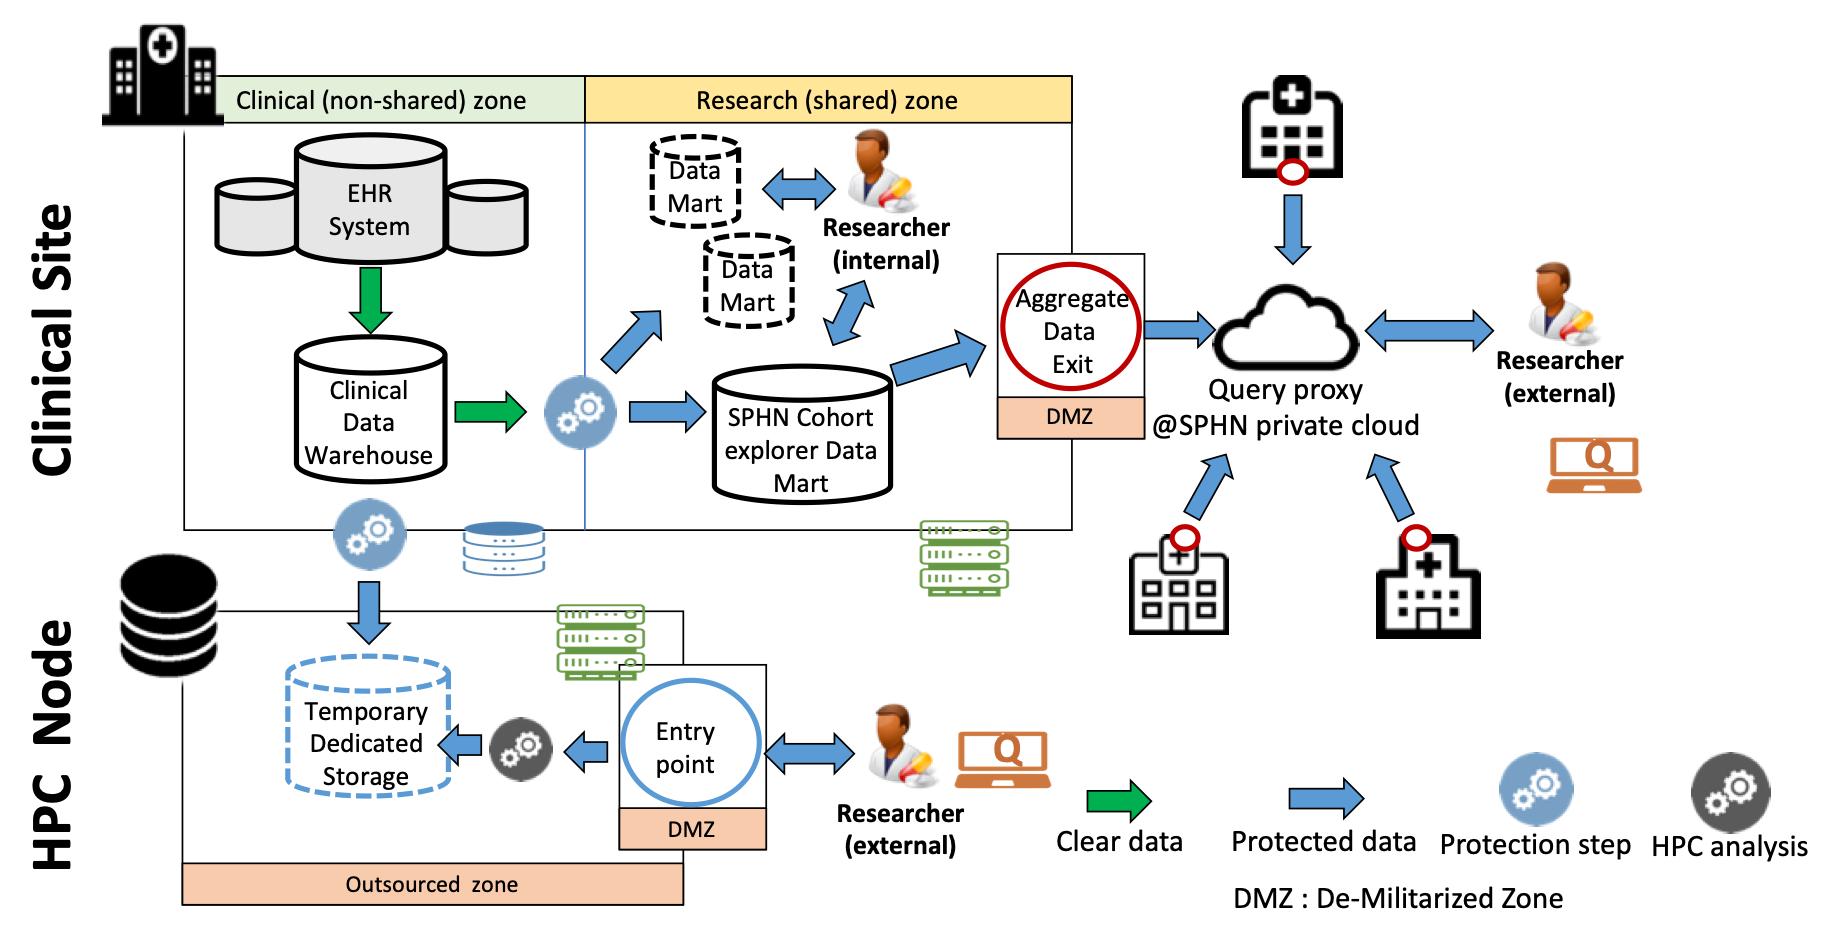 Clinical Site
Clinical (non-shared) zone
Research (shared) zone
EHR
System
Data
Mart
Data
Mart
Researcher
(internal)
Clinical
Data
Warehouse
SPHN Cohort
explorer Data
Mart
Aggregate
Data
Exit
DMZ
Query proxy
@SPHN private cloud
Researcher
(external)
Q
HPC Node
Temporary
Dedicated
Storage
Entry
point
DMZ
Outsourced zone
Researcher
(external)
Q
Clear data
Protected data
Protection step
HPC analysis
DMZ : De-Militarized Zone